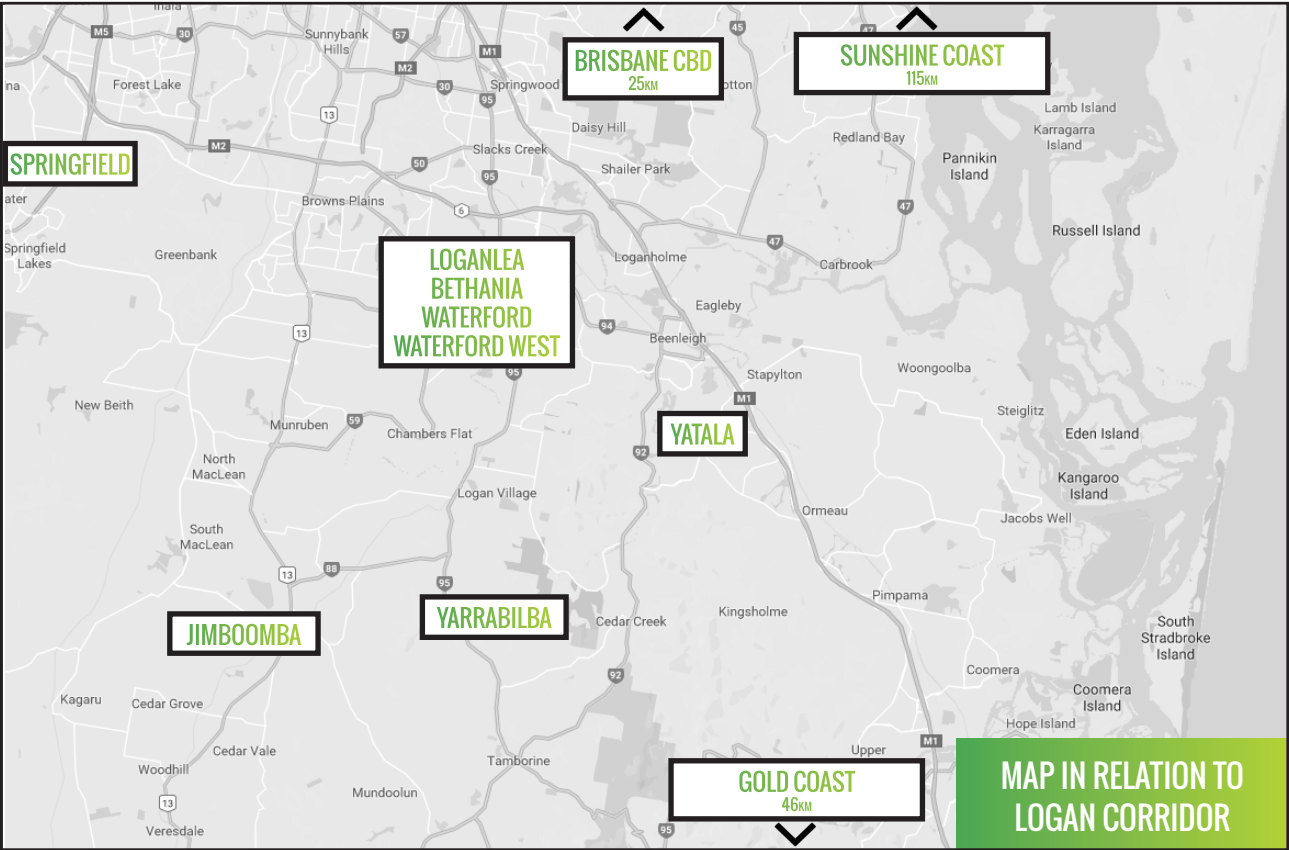 Inala
M5
30
Sunnybank
Hills
57
M1
M2
45
47
BRISBANE CBD
25KM
SUNSHINE COAST
115KM
Forest Lake
30
Springwood
95
13
Daisy Hill
Lamb Island
Karragarra
Island
Redland Bay
M2
Slacks Creek
SPRINGFIELD
50
95
Shailer Park
Pannikin
Island
Browns Plains
6
47
Russell Island
Springfield
Lakes
Greenbank
LOGANLEA
BETHANIA
WATERFORD
WATERFORD WEST
Loganholme
47
Carbrook
Eagleby
13
94
Beenleigh
95
Stapylton
Woongoolba
M1
New Beith
Munruben
59
Chambers Flat
YATALA
Steiglitz
Eden Island
92
North
MacLean
Kangaroo
Island
Logan Village
Ormeau
Jacobs Well
South
MacLean
13
88
95
Pimpama
JIMBOOMBA
YARRABILBA
Cedar Creek
Kingsholme
South
Stradbroke
Island
92
Coomera
Kagaru
Cedar Grove
Coomera
Island
Hope Island
Cedar Vale
M1
Upper
Tamborine
Woodhill
Mundoolun
13
Veresdale
GOLD COAST
46KM
95
MAP IN RELATION TO
LOGAN CORRIDOR